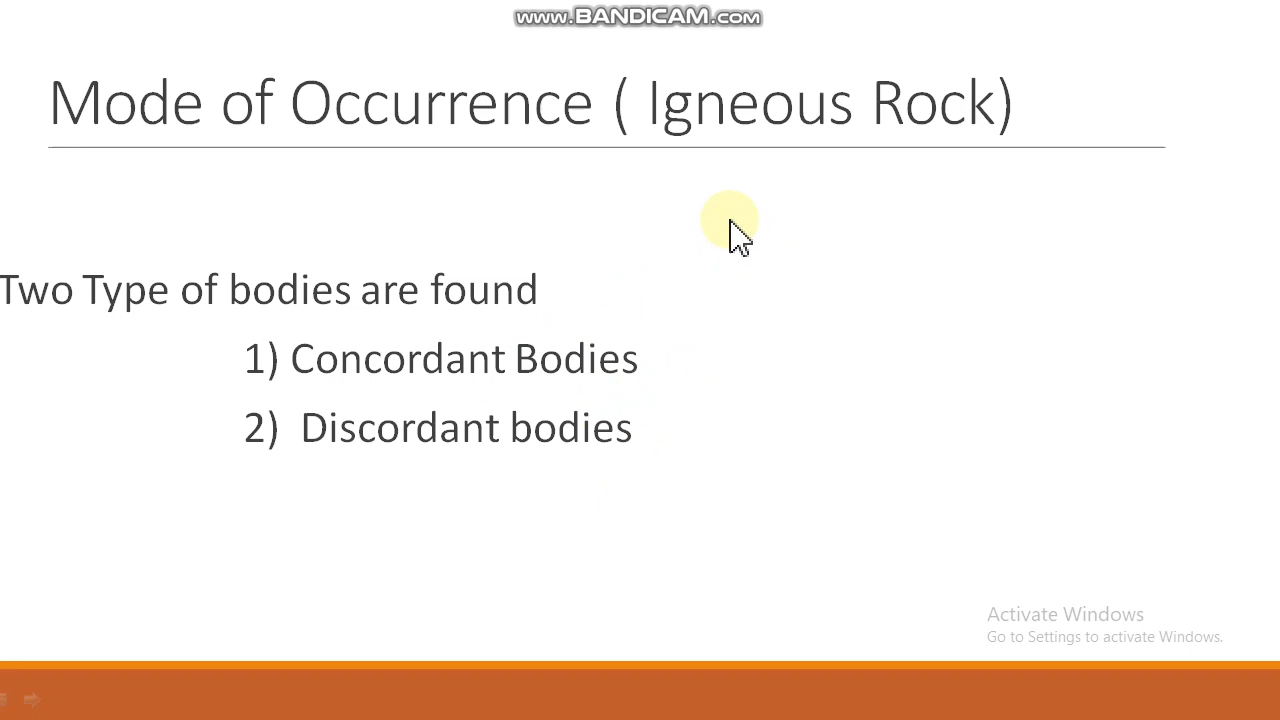 www.BANDICAM.com
Mode of Occurrence ( Igneous Rock)
Two Type of bodies are found
1) Concordant Bodies
2) Discordant bodies
Activate Windows
Go to Settings to activate Windows.